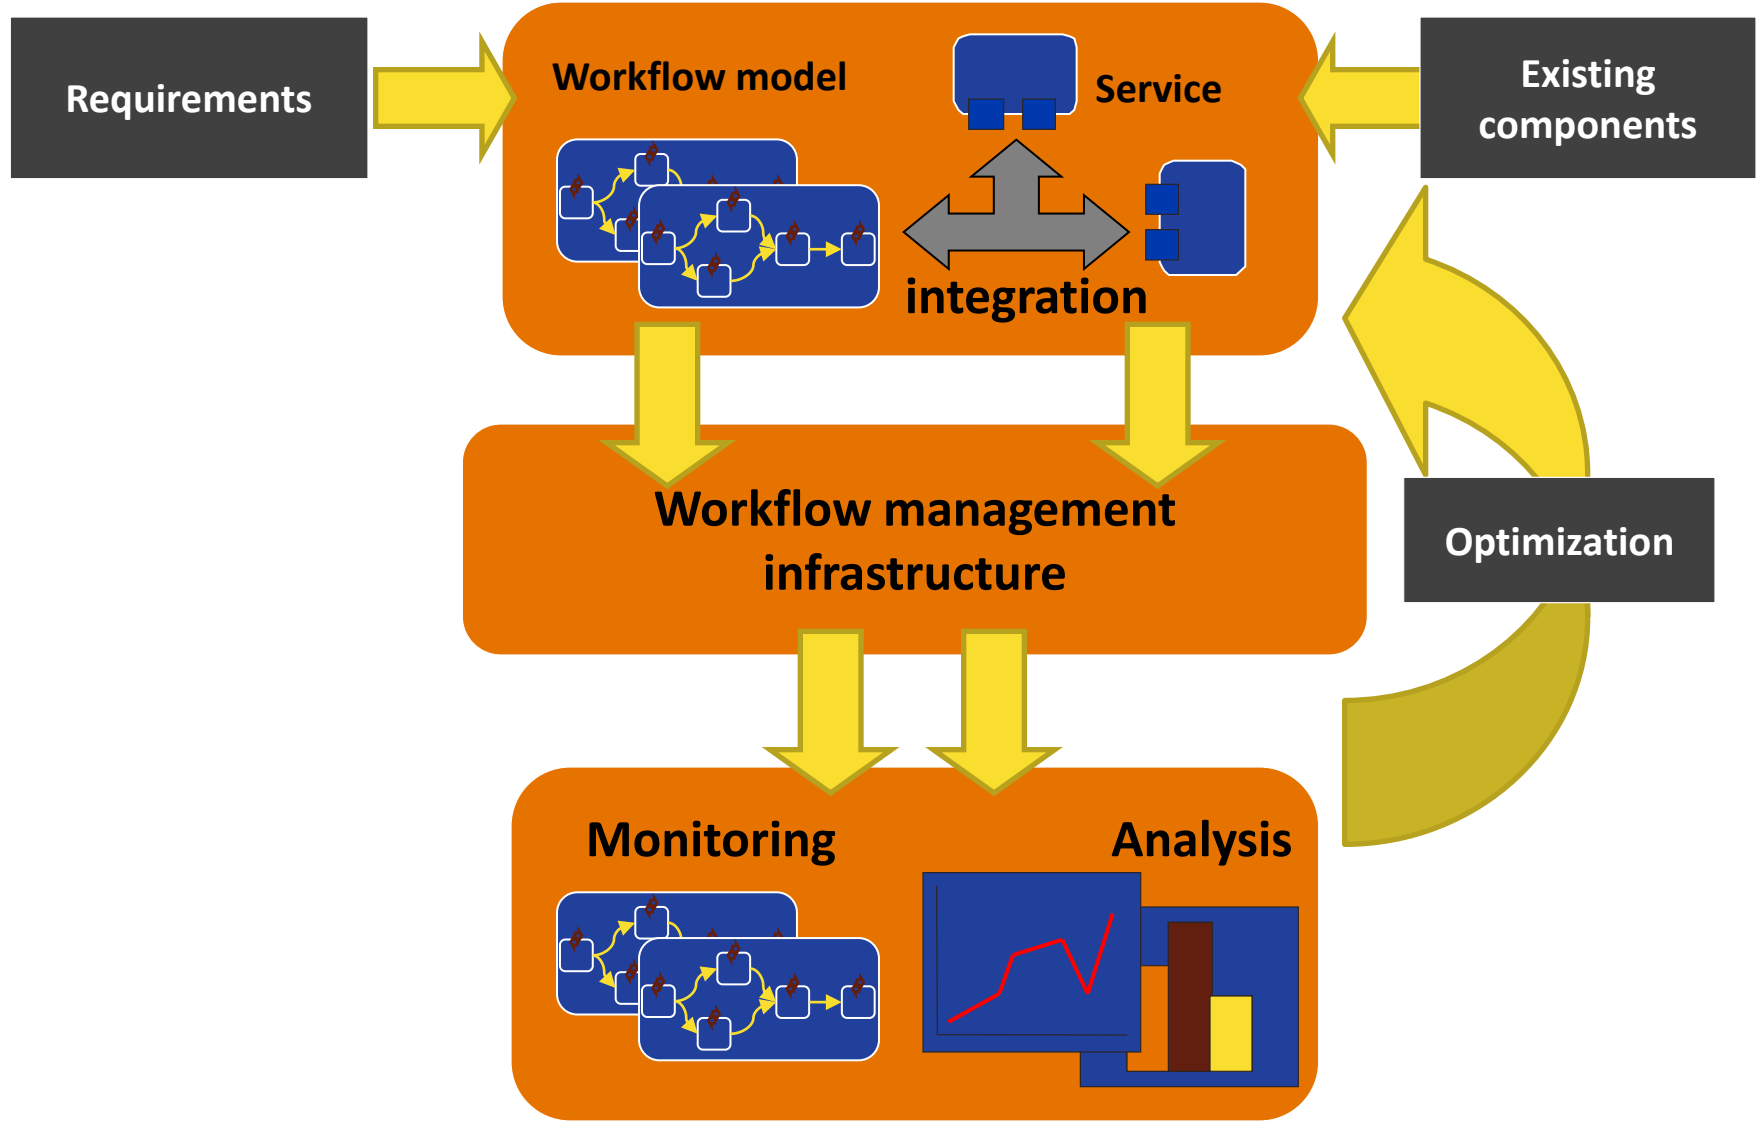 Requirements
Workflow model
Service
Existing
components
integration
Workflow management
infrastructure
Optimization
Monitoring
Analysis